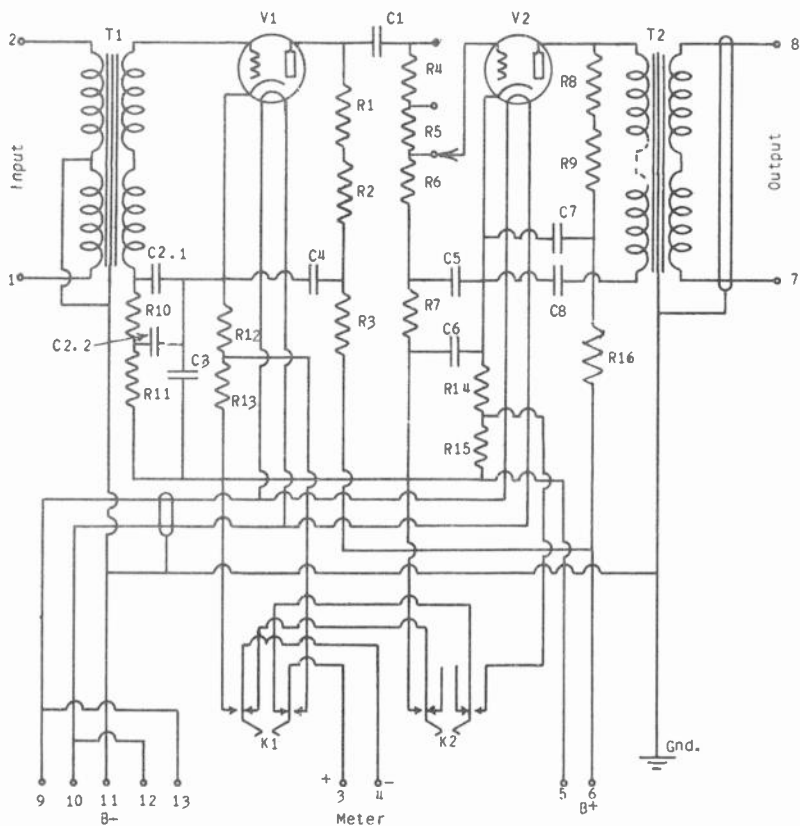 2
T1
V1
C1
V2
T2
8
R4
R8
R1
R5
Input
R9
Output
R2
R6
C7
C2.1
C4
C5
1
7
R10
R7
C8
R12
R3
C2.2
C6
C3
R16
R11
R13
R14
R15
K1
K2
Gnd.
+
-
9
10
11
12
13
3
4
5
6
B-
Meter
B+